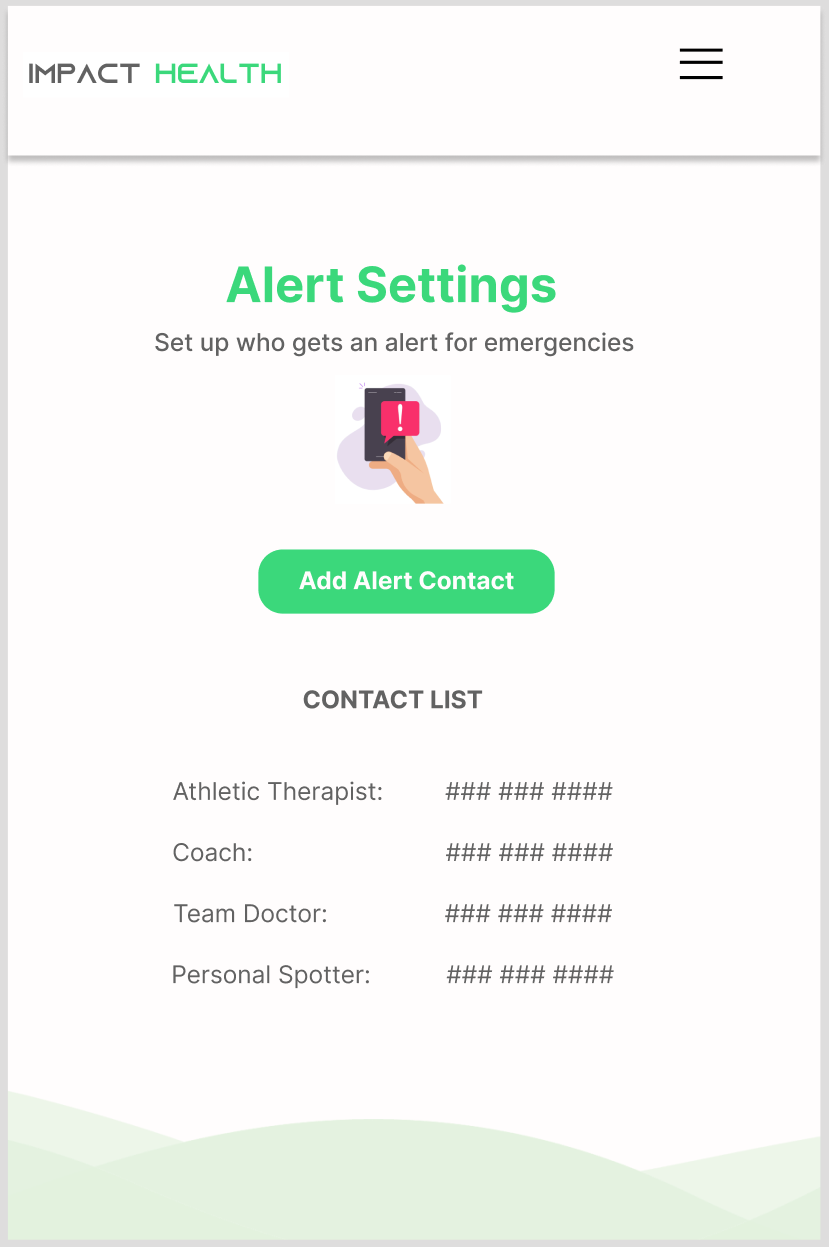 IMPACT HEALTH
Alert Settings
Set up who gets an alert for emergencies
!
Add Alert Contact
CONTACT LIST
Athletic Therapist: ### ### ####
Coach: ### ### ####
Team Doctor: ### ### ####
Personal Spotter: ### ### ####